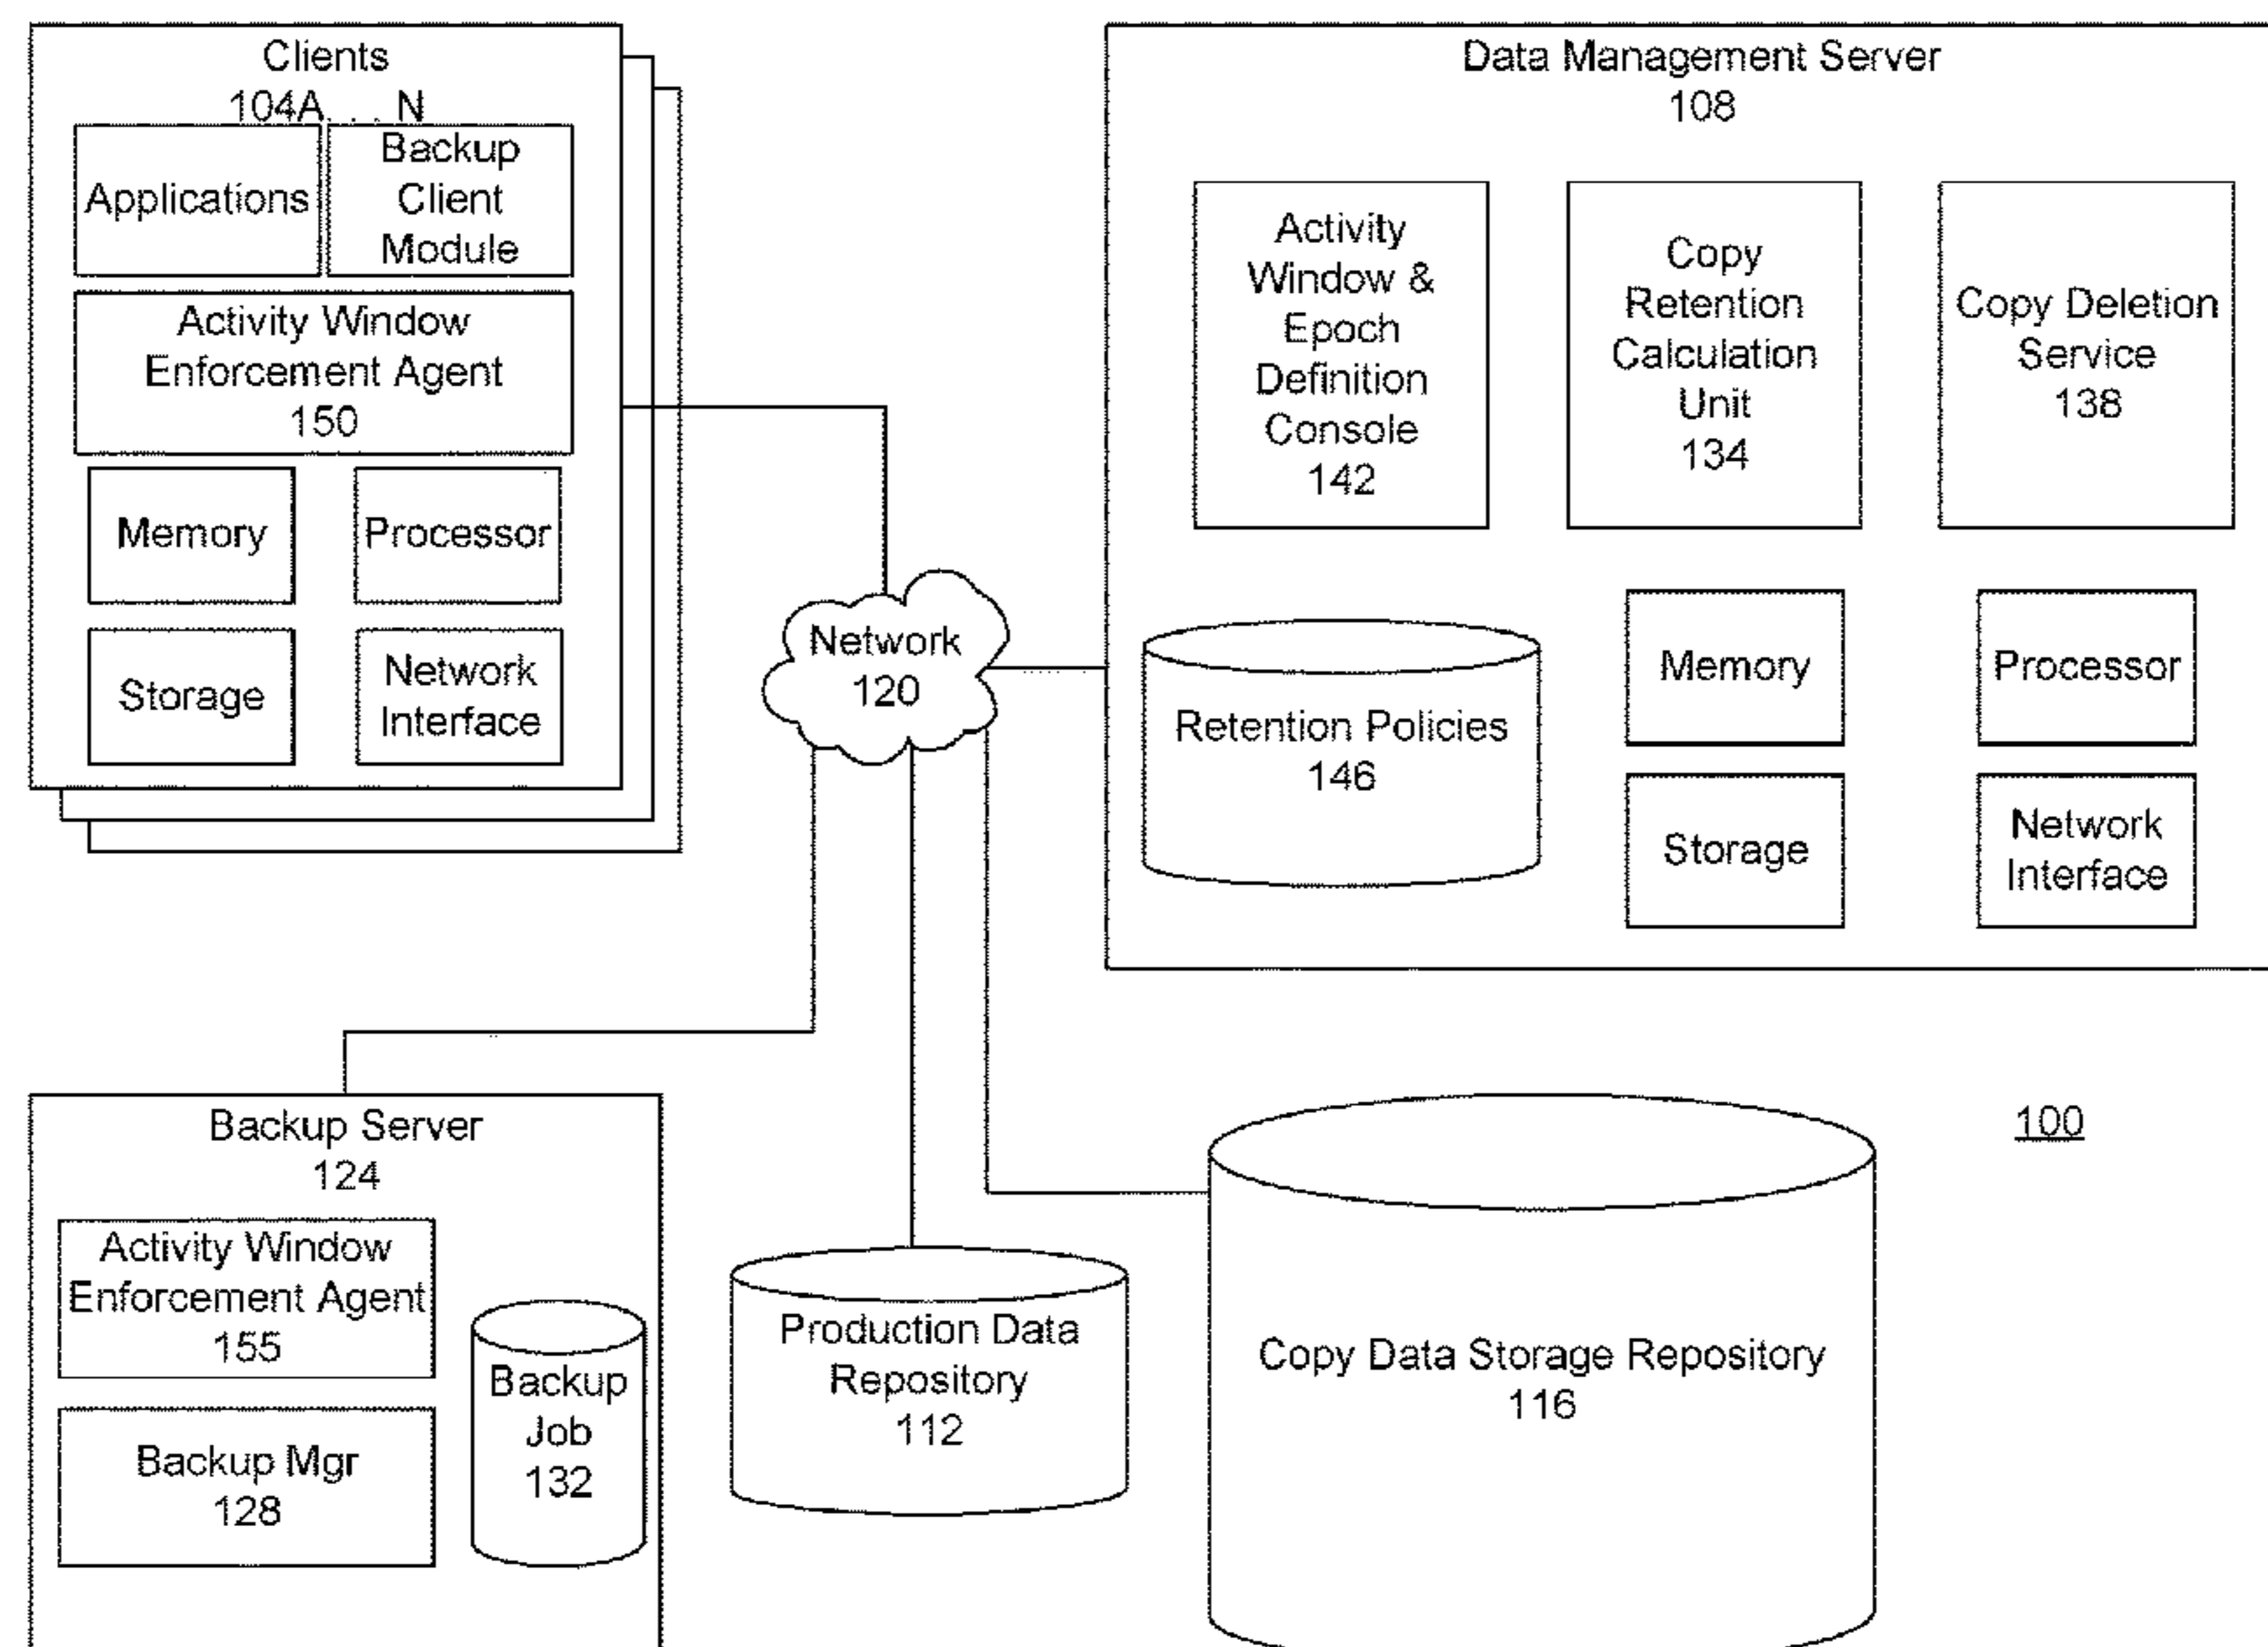 Clients
104A . . . N
Applications
Backup
Client
Module
Activity Window
Enforcement Agent
150
Memory
Processor
Storage
Network
Interface
Data Management Server
108
Activity
Window &
Epoch
Definition
Console
142
Copy
Retention
Calculation
Unit
134
Copy Deletion
Service
138
Retention Policies
146
Memory
Processor
Storage
Network
Interface
Network
120
Backup Server
124
Activity Window
Enforcement Agent
155
Backup Mgr
128
Backup
Job
132
Production Data
Repository
112
Copy Data Storage Repository
116
100